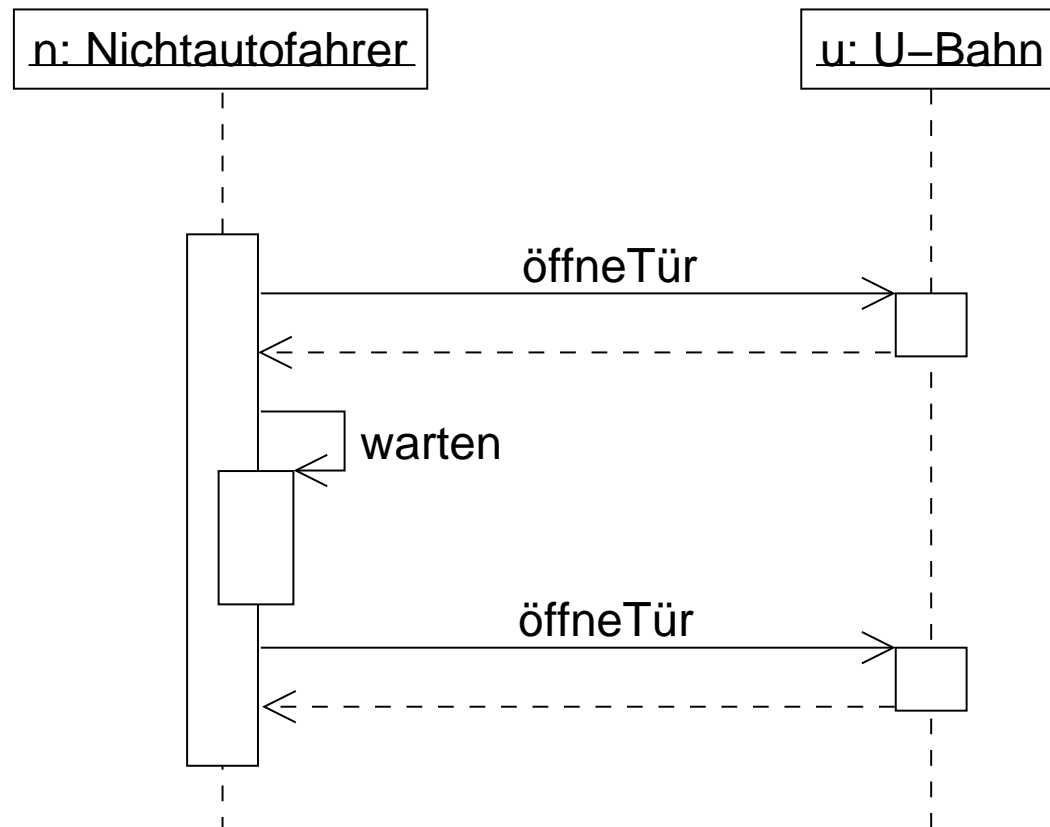 n: Nichtautofahrer
u: U−Bahn
öffneTür
warten
öffneTür